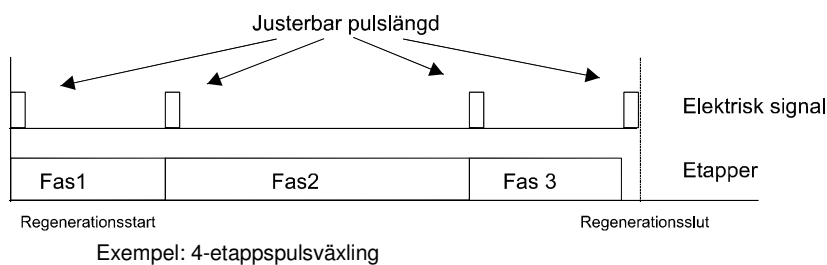 Justerbar pulslängd
Elektrisk signal
Etapper
Fas1
Fas2
Fas 3
Regenerationsstart
Regenerationsslut
Exempel: 4-etappspulsväxling